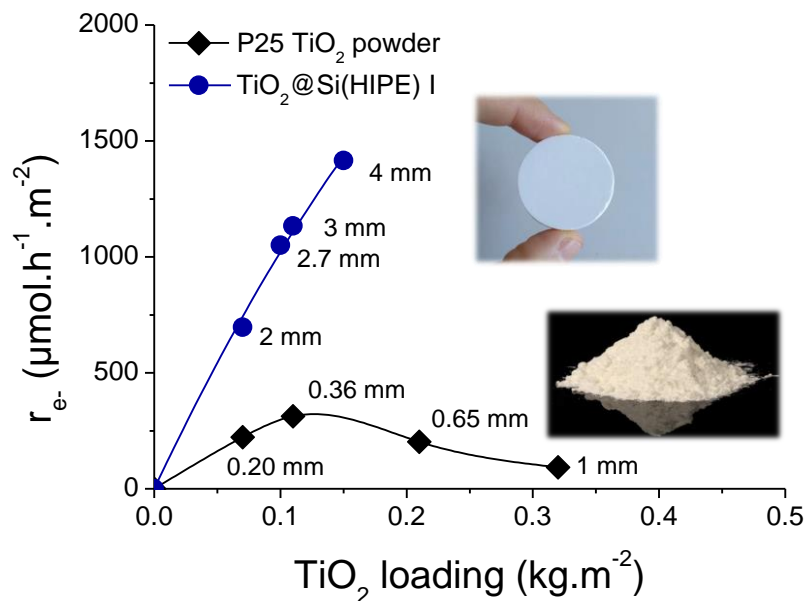 P25 TiO₂ powder
TiO₂@Si(HIPE) I
2000
1500
1000
500
0
4 mm
3 mm
2.7 mm
2 mm
0.36 mm
0.65 mm
0.20 mm
1 mm
0.0 0.1 0.2 0.3 0.4 0.5
rₑ₋ (µmol.h⁻¹.m⁻²)
TiO₂ loading (kg.m⁻²)